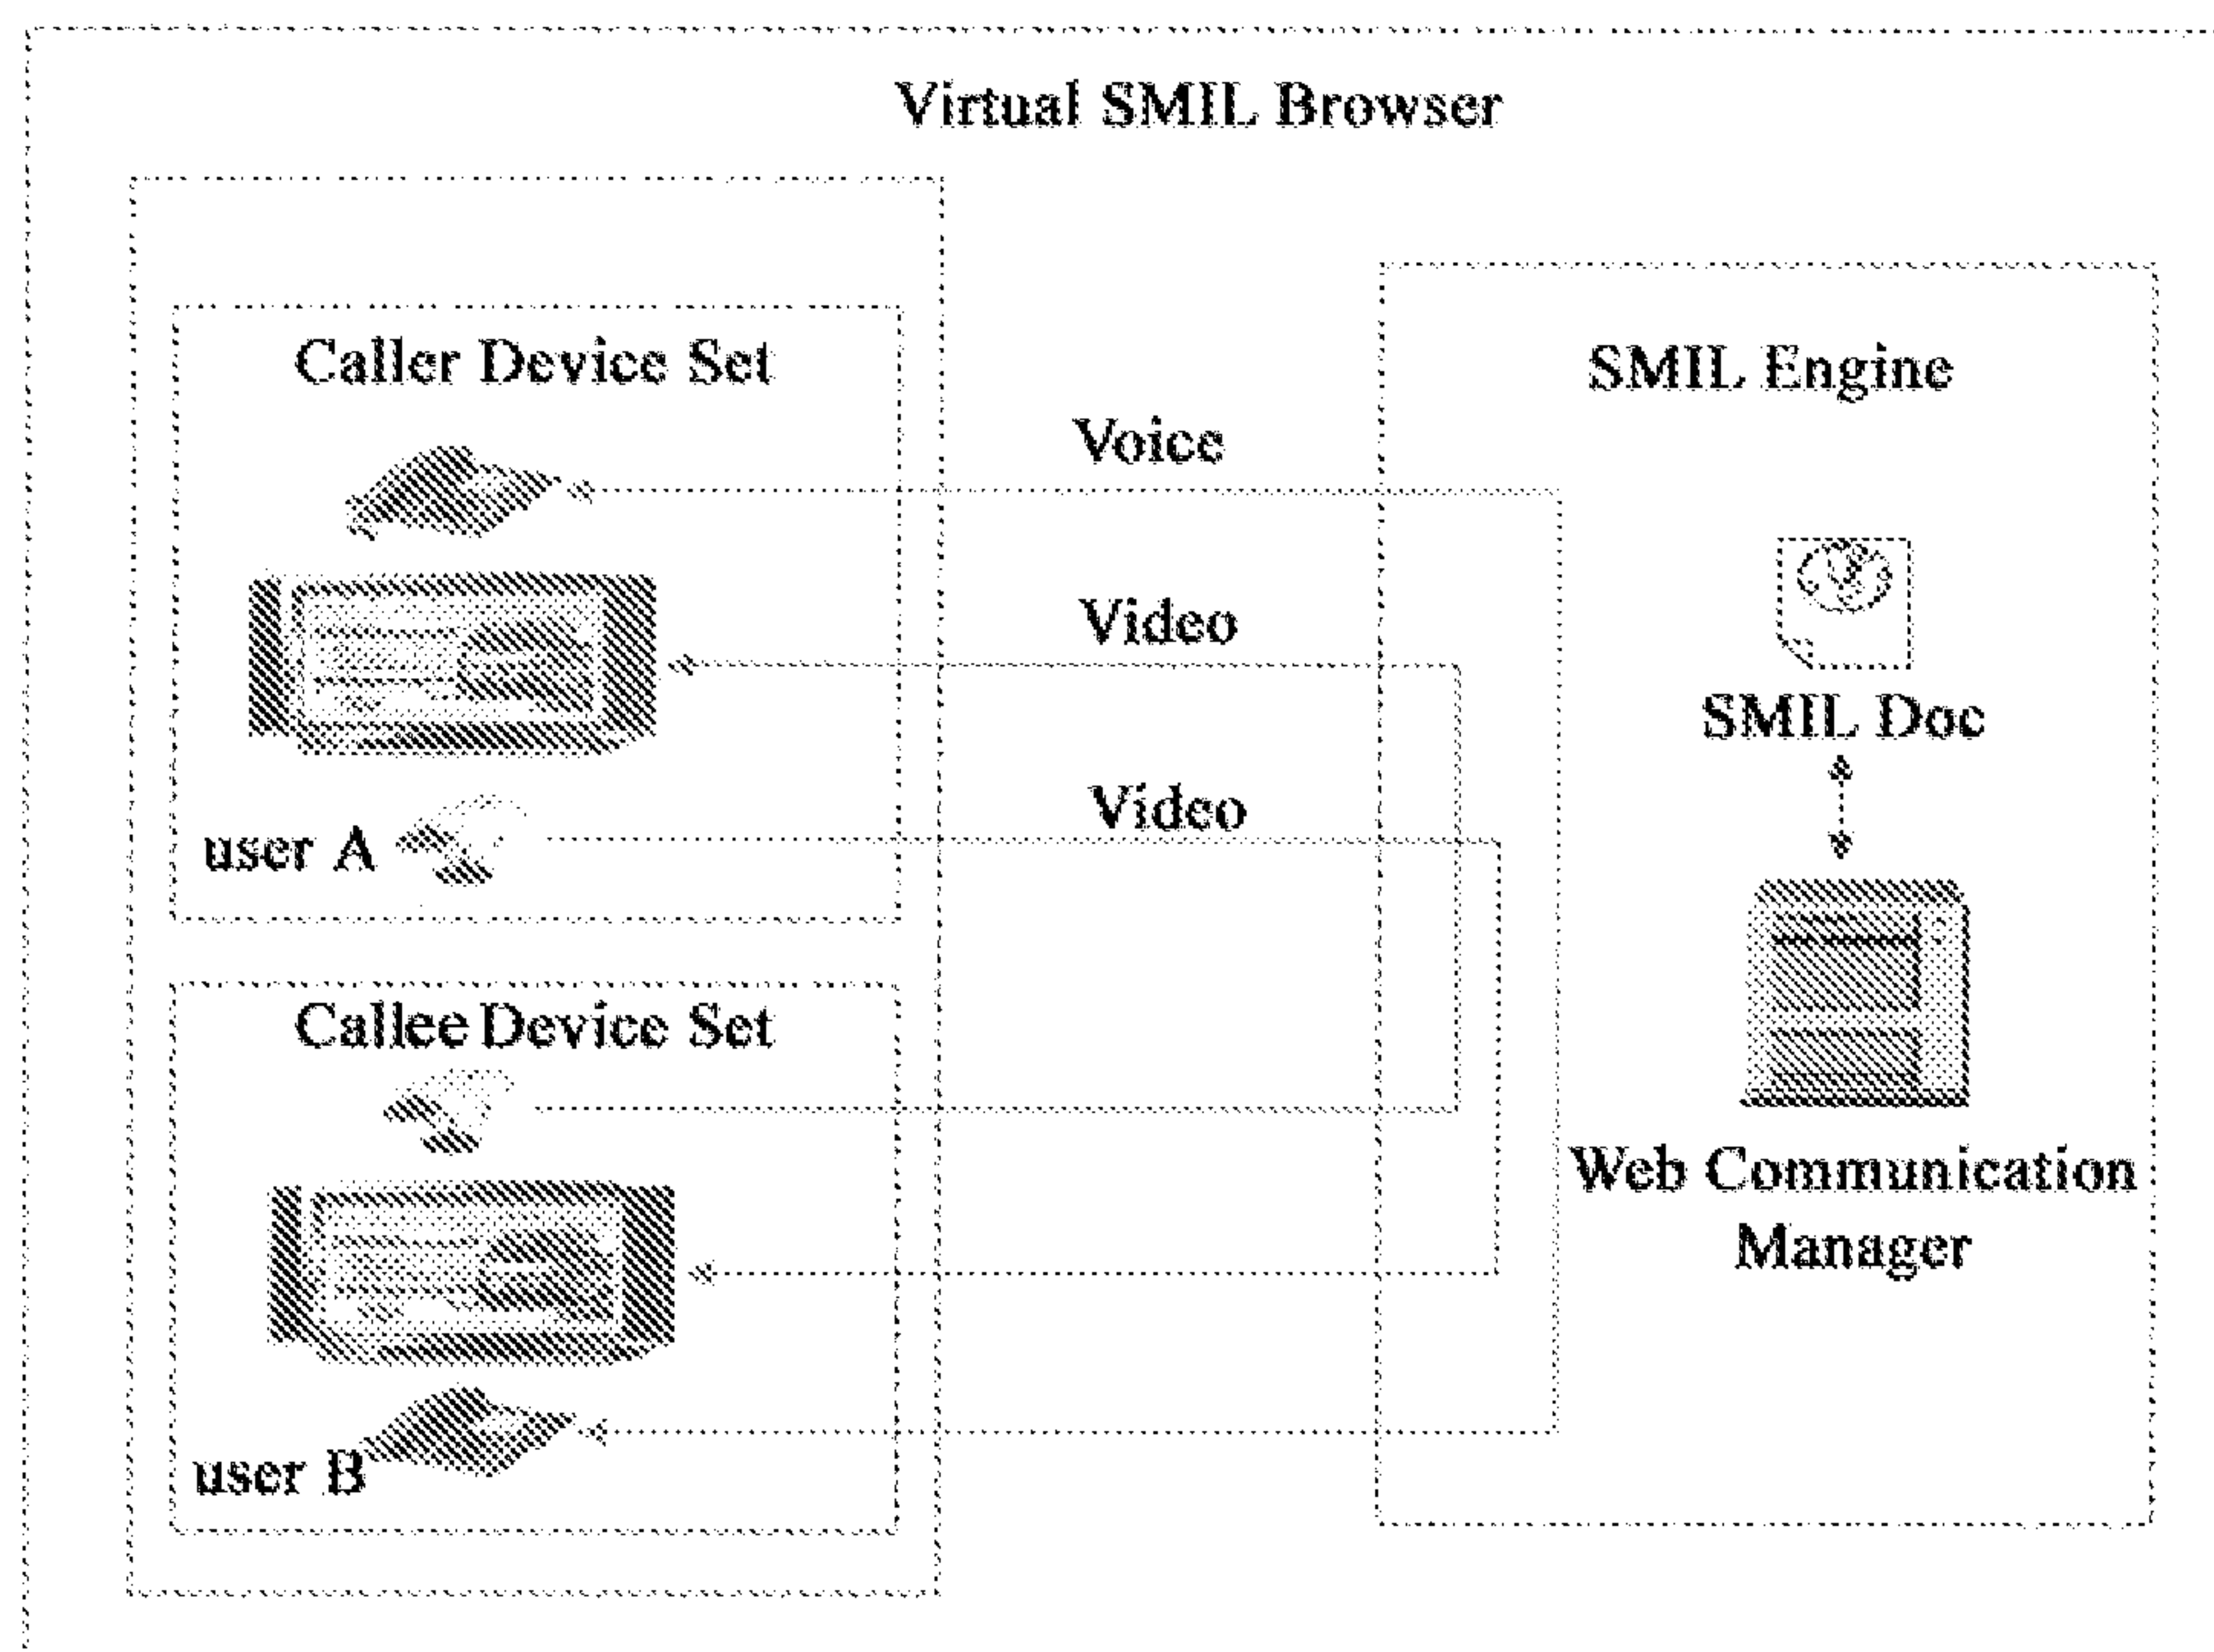 Virtual SMIL Browser
Caller Device Set
SMIL Engine
Voice
Video
SMIL Doc
Video
user A
Callee Device Set
Web Communication
Manager
user B